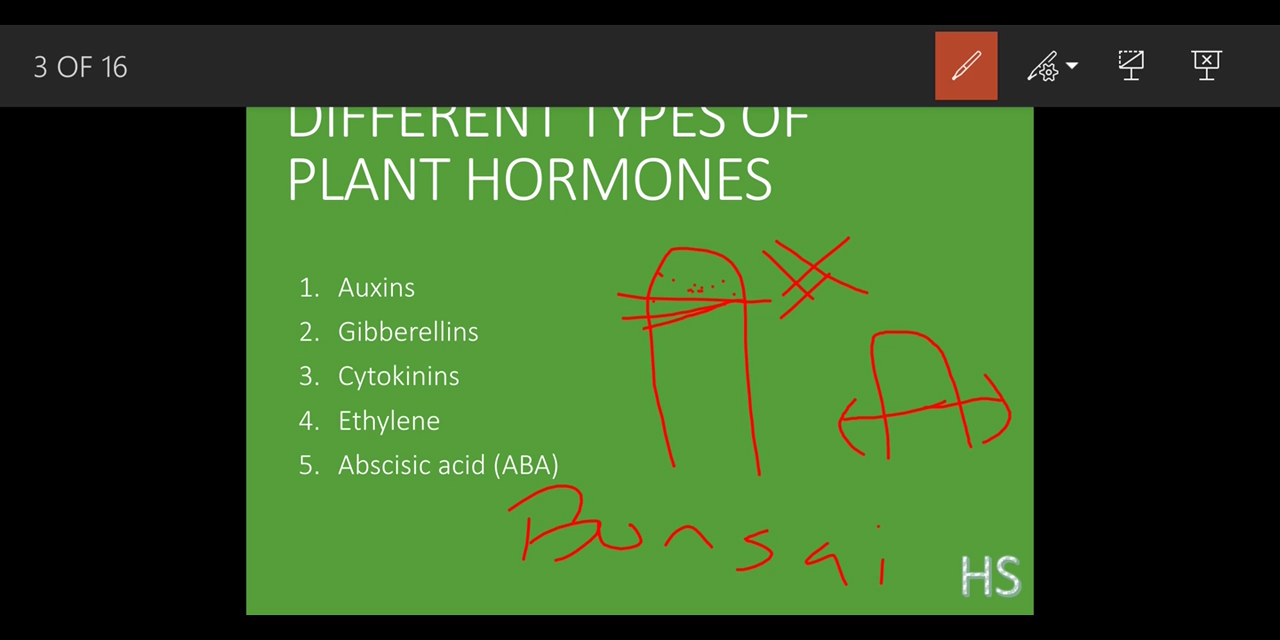 3 OF 16
DIFFERENT TYPES OF
PLANT HORMONES
1. Auxins
2. Gibberellins
3. Cytokinins
4. Ethylene
5. Abscisic acid (ABA)
Bonsai
HS